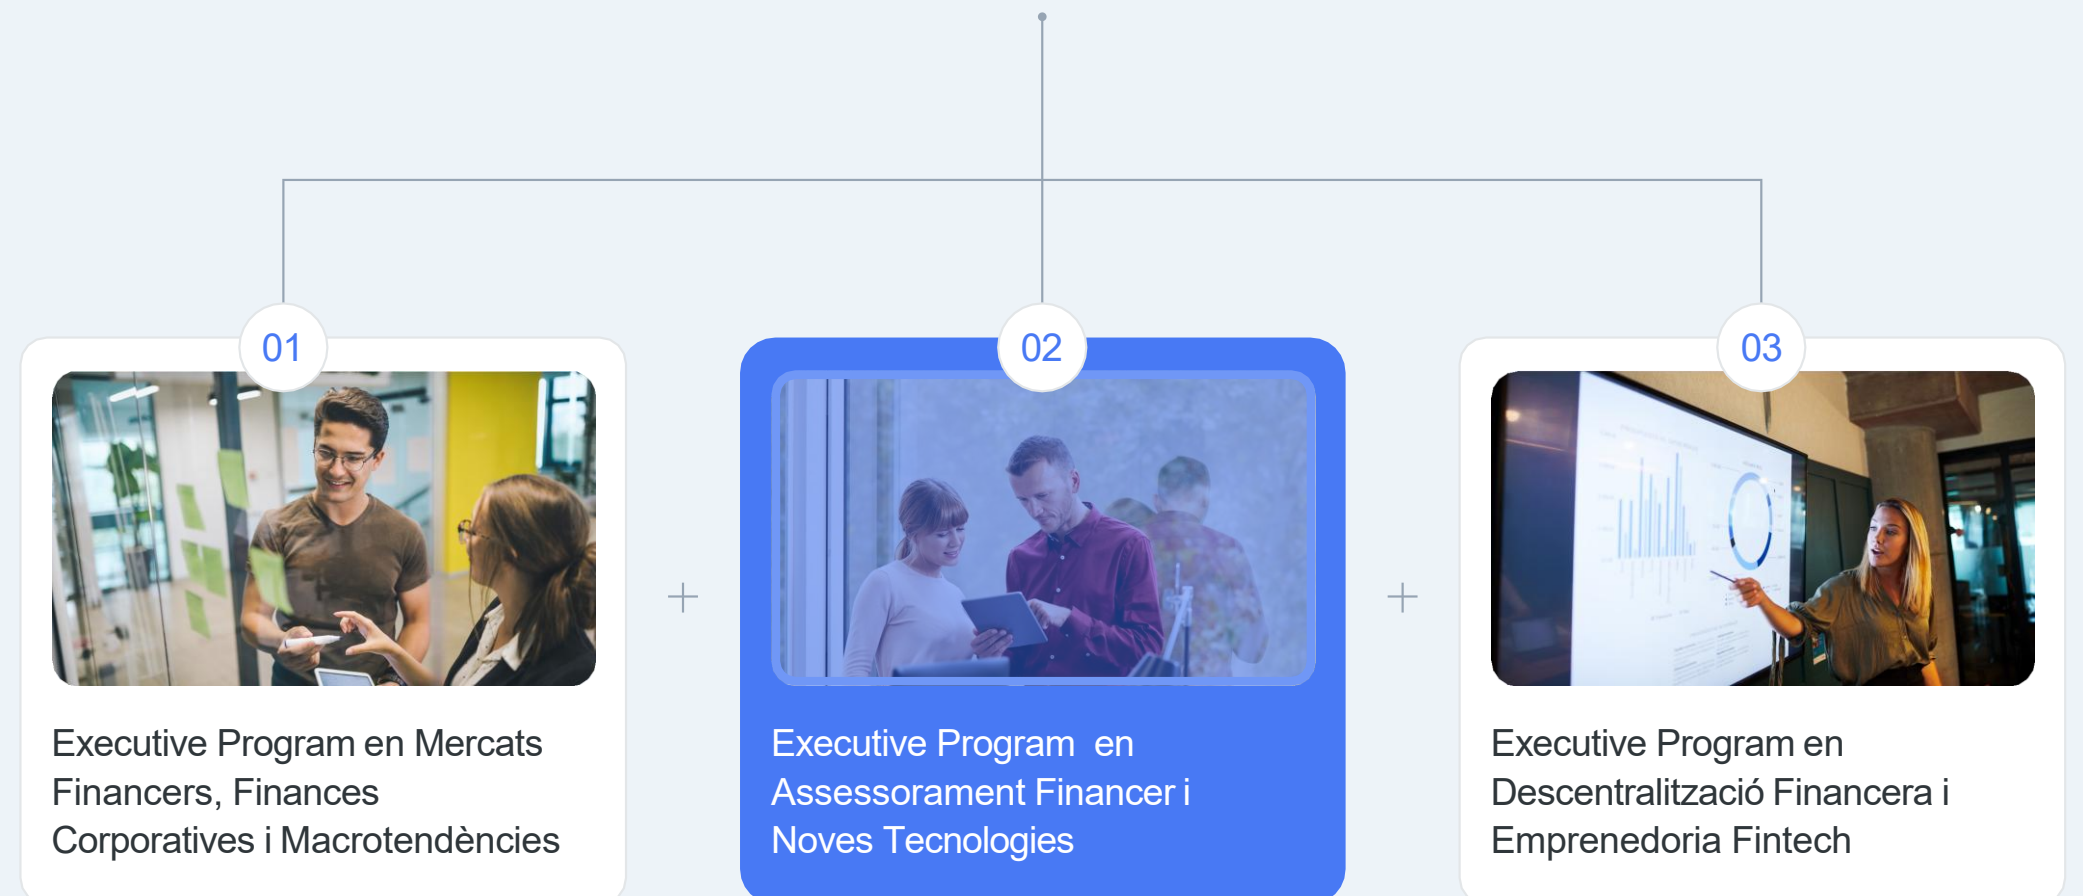 01
Executive Program en Mercats
Financers, Finances
Corporatives i Macrotendències
02
Executive Program  en
Assessorament Financer i
Noves Tecnologies
03
Executive Program en
Descentralització Financera i
Emprenedoria Fintech